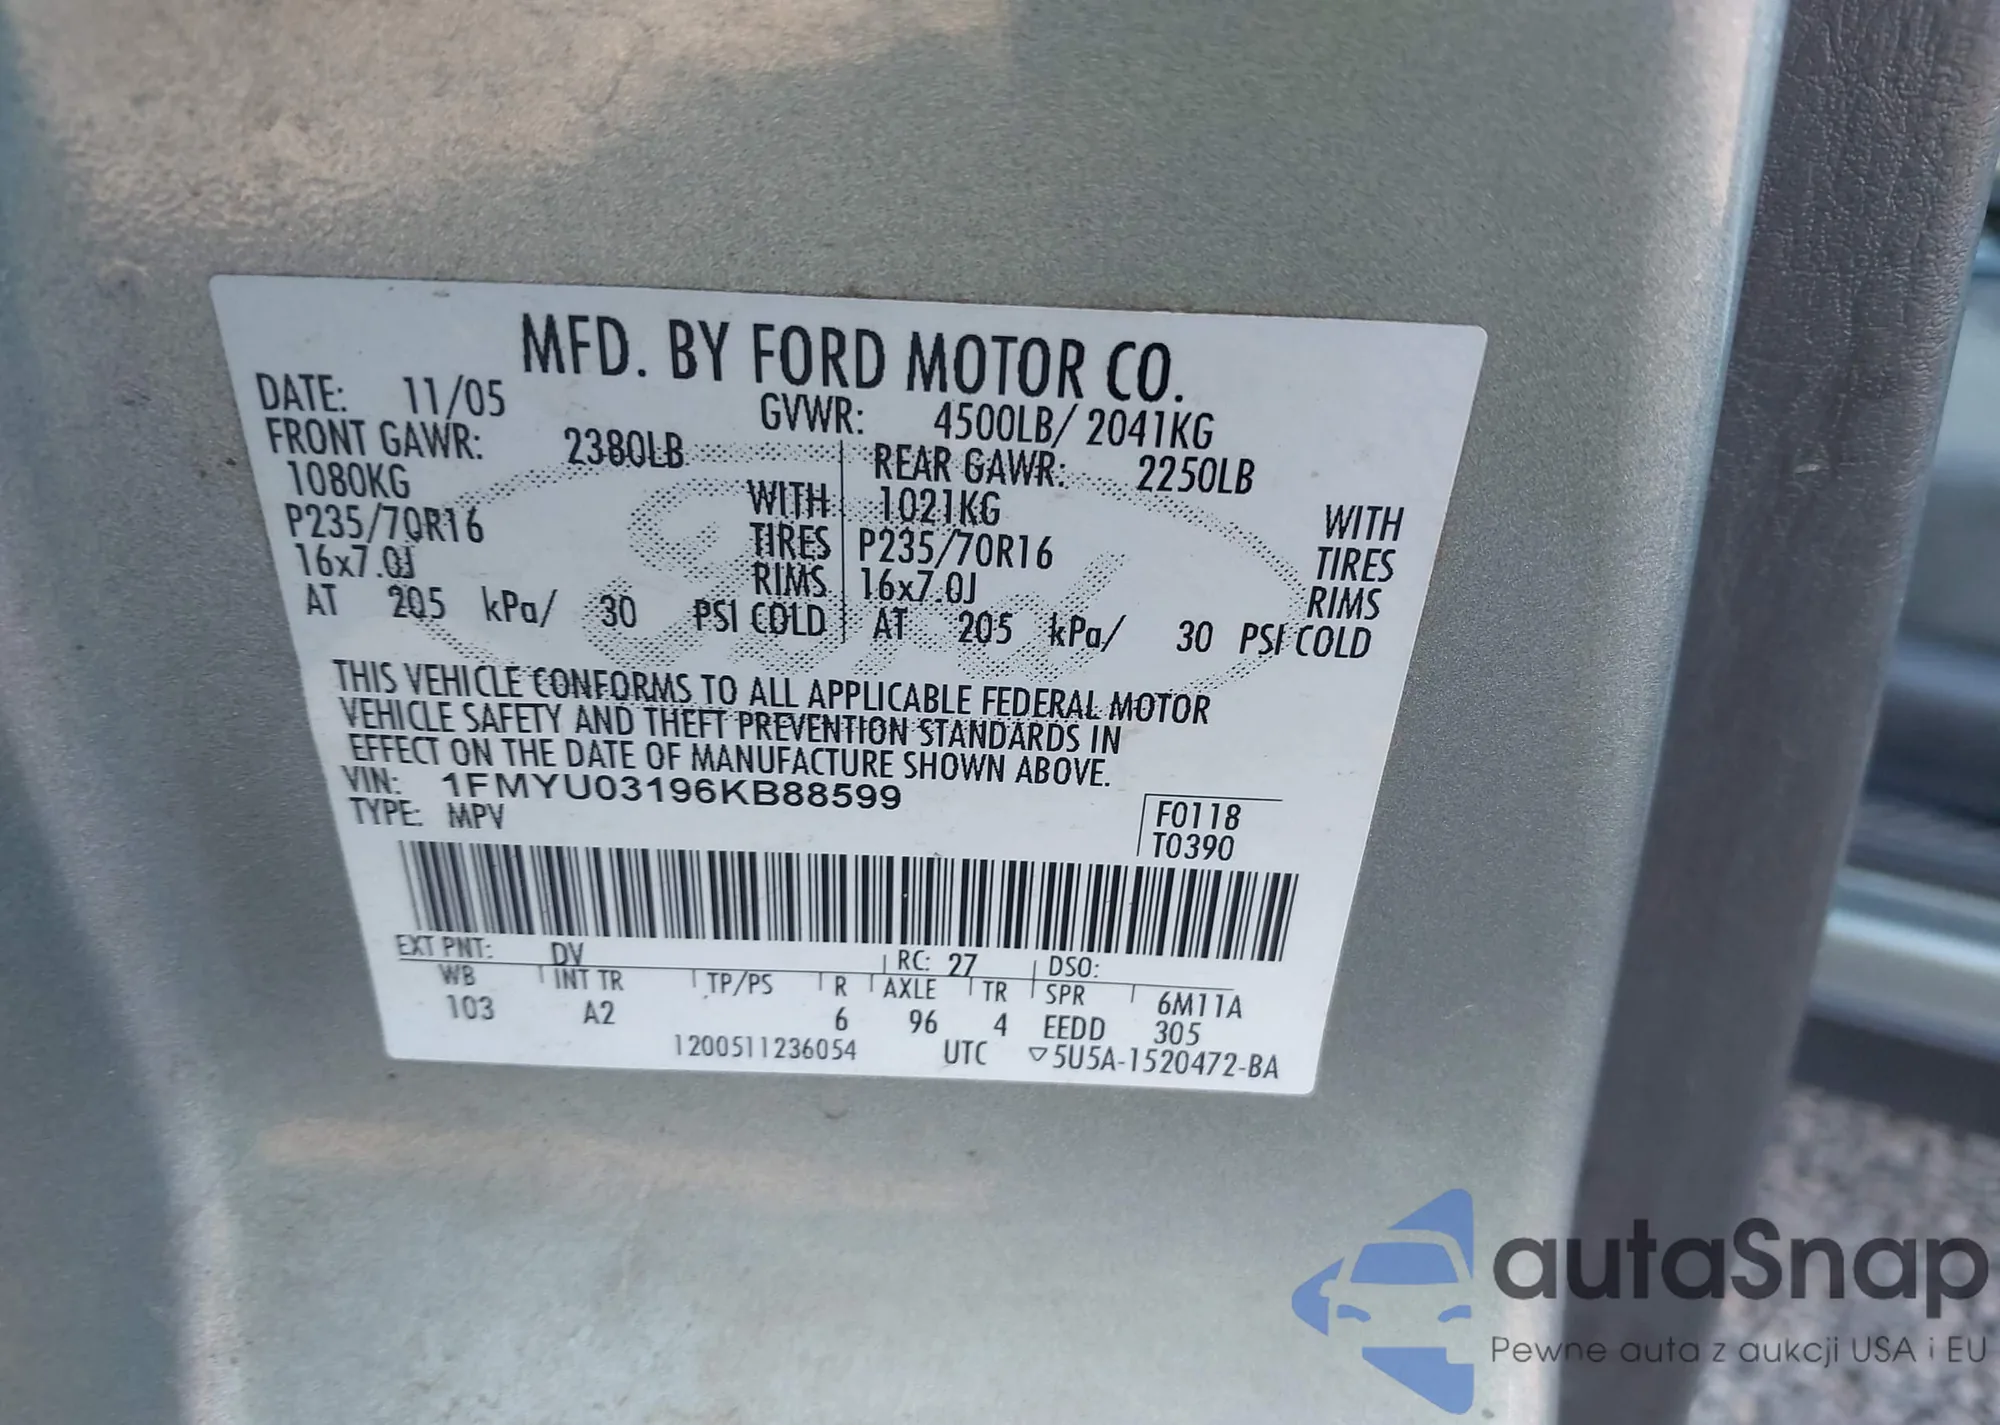 MFD. BY FORD MOTOR CO.
DATE: 11/05 GVWR: 4500LB/ 2041KG
FRONT GAWR: 2380LB REAR GAWR: 2250LB
1080KG WITH 1021KG WITH
P235/70R16 TIRES P235/70R16 TIRES
16x7.0J RIMS 16x7.0J RIMS
AT 205 kPa/ 30 PSI COLD AT 205 kPa/ 30 PSI COLD
THIS VEHICLE CONFORMS TO ALL APPLICABLE FEDERAL MOTOR
VEHICLE SAFETY AND THEFT PREVENTION STANDARDS IN
EFFECT ON THE DATE OF MANUFACTURE SHOWN ABOVE.
VIN: 1FMYU03196KB88599
TYPE: MPV
F0118
T0390
EXT PNT: DV RC: 27 DSO:
WB INT TR TP/PS R AXLE TR SPR 6M11A
103 A2 6 96 4 EEDD 305
1200511236054 UTC ▽5U5A-1520472-BA
Ford
autaSnap
Pewne auta z aukcji USA i EU